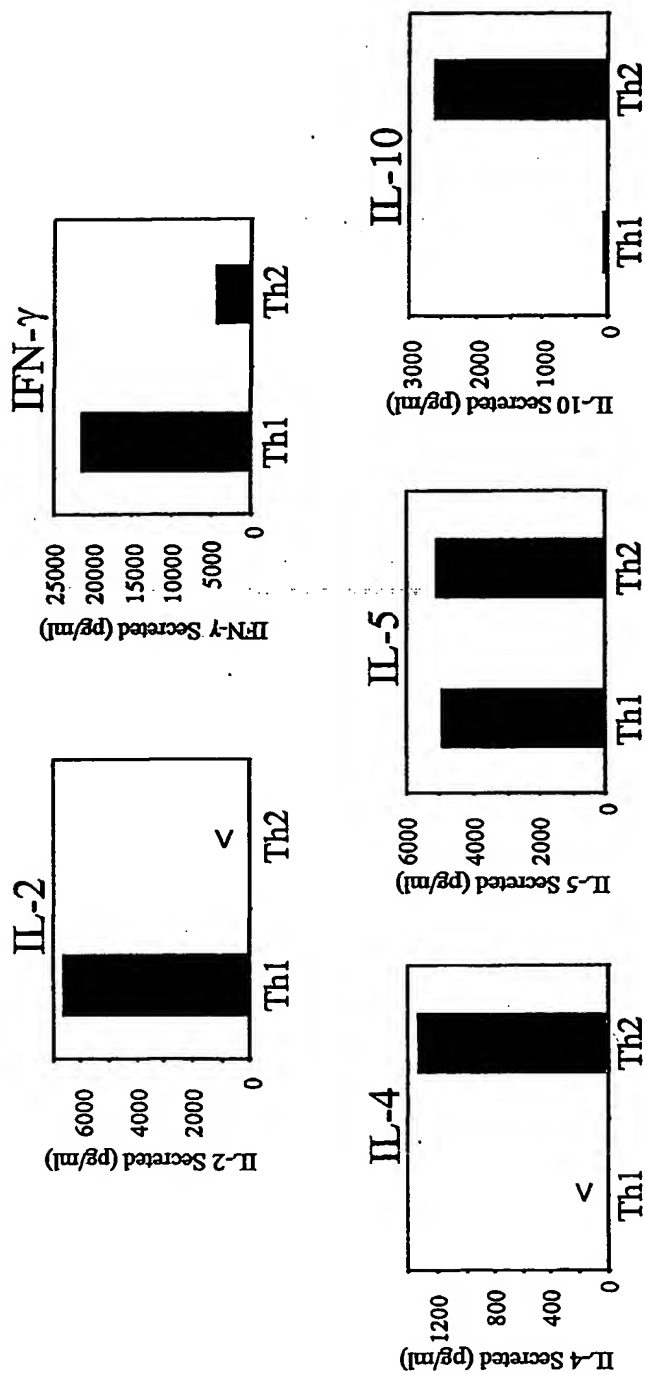 IL-2
IL-2 Secreted (pg/ml)
6000
4000
2000
0
Th1
<
Th2
IFN-γ
IFN-γ Secreted (pg/ml)
25000
20000
15000
10000
5000
0
Th1
Th2
IL-4
IL-4 Secreted (pg/ml)
1200
800
400
0
<
Th1
Th2
IL-5
IL-5 Secreted (pg/ml)
6000
4000
2000
0
Th1
Th2
IL-10
IL-10 Secreted (pg/ml)
3000
2000
1000
0
Th1
Th2